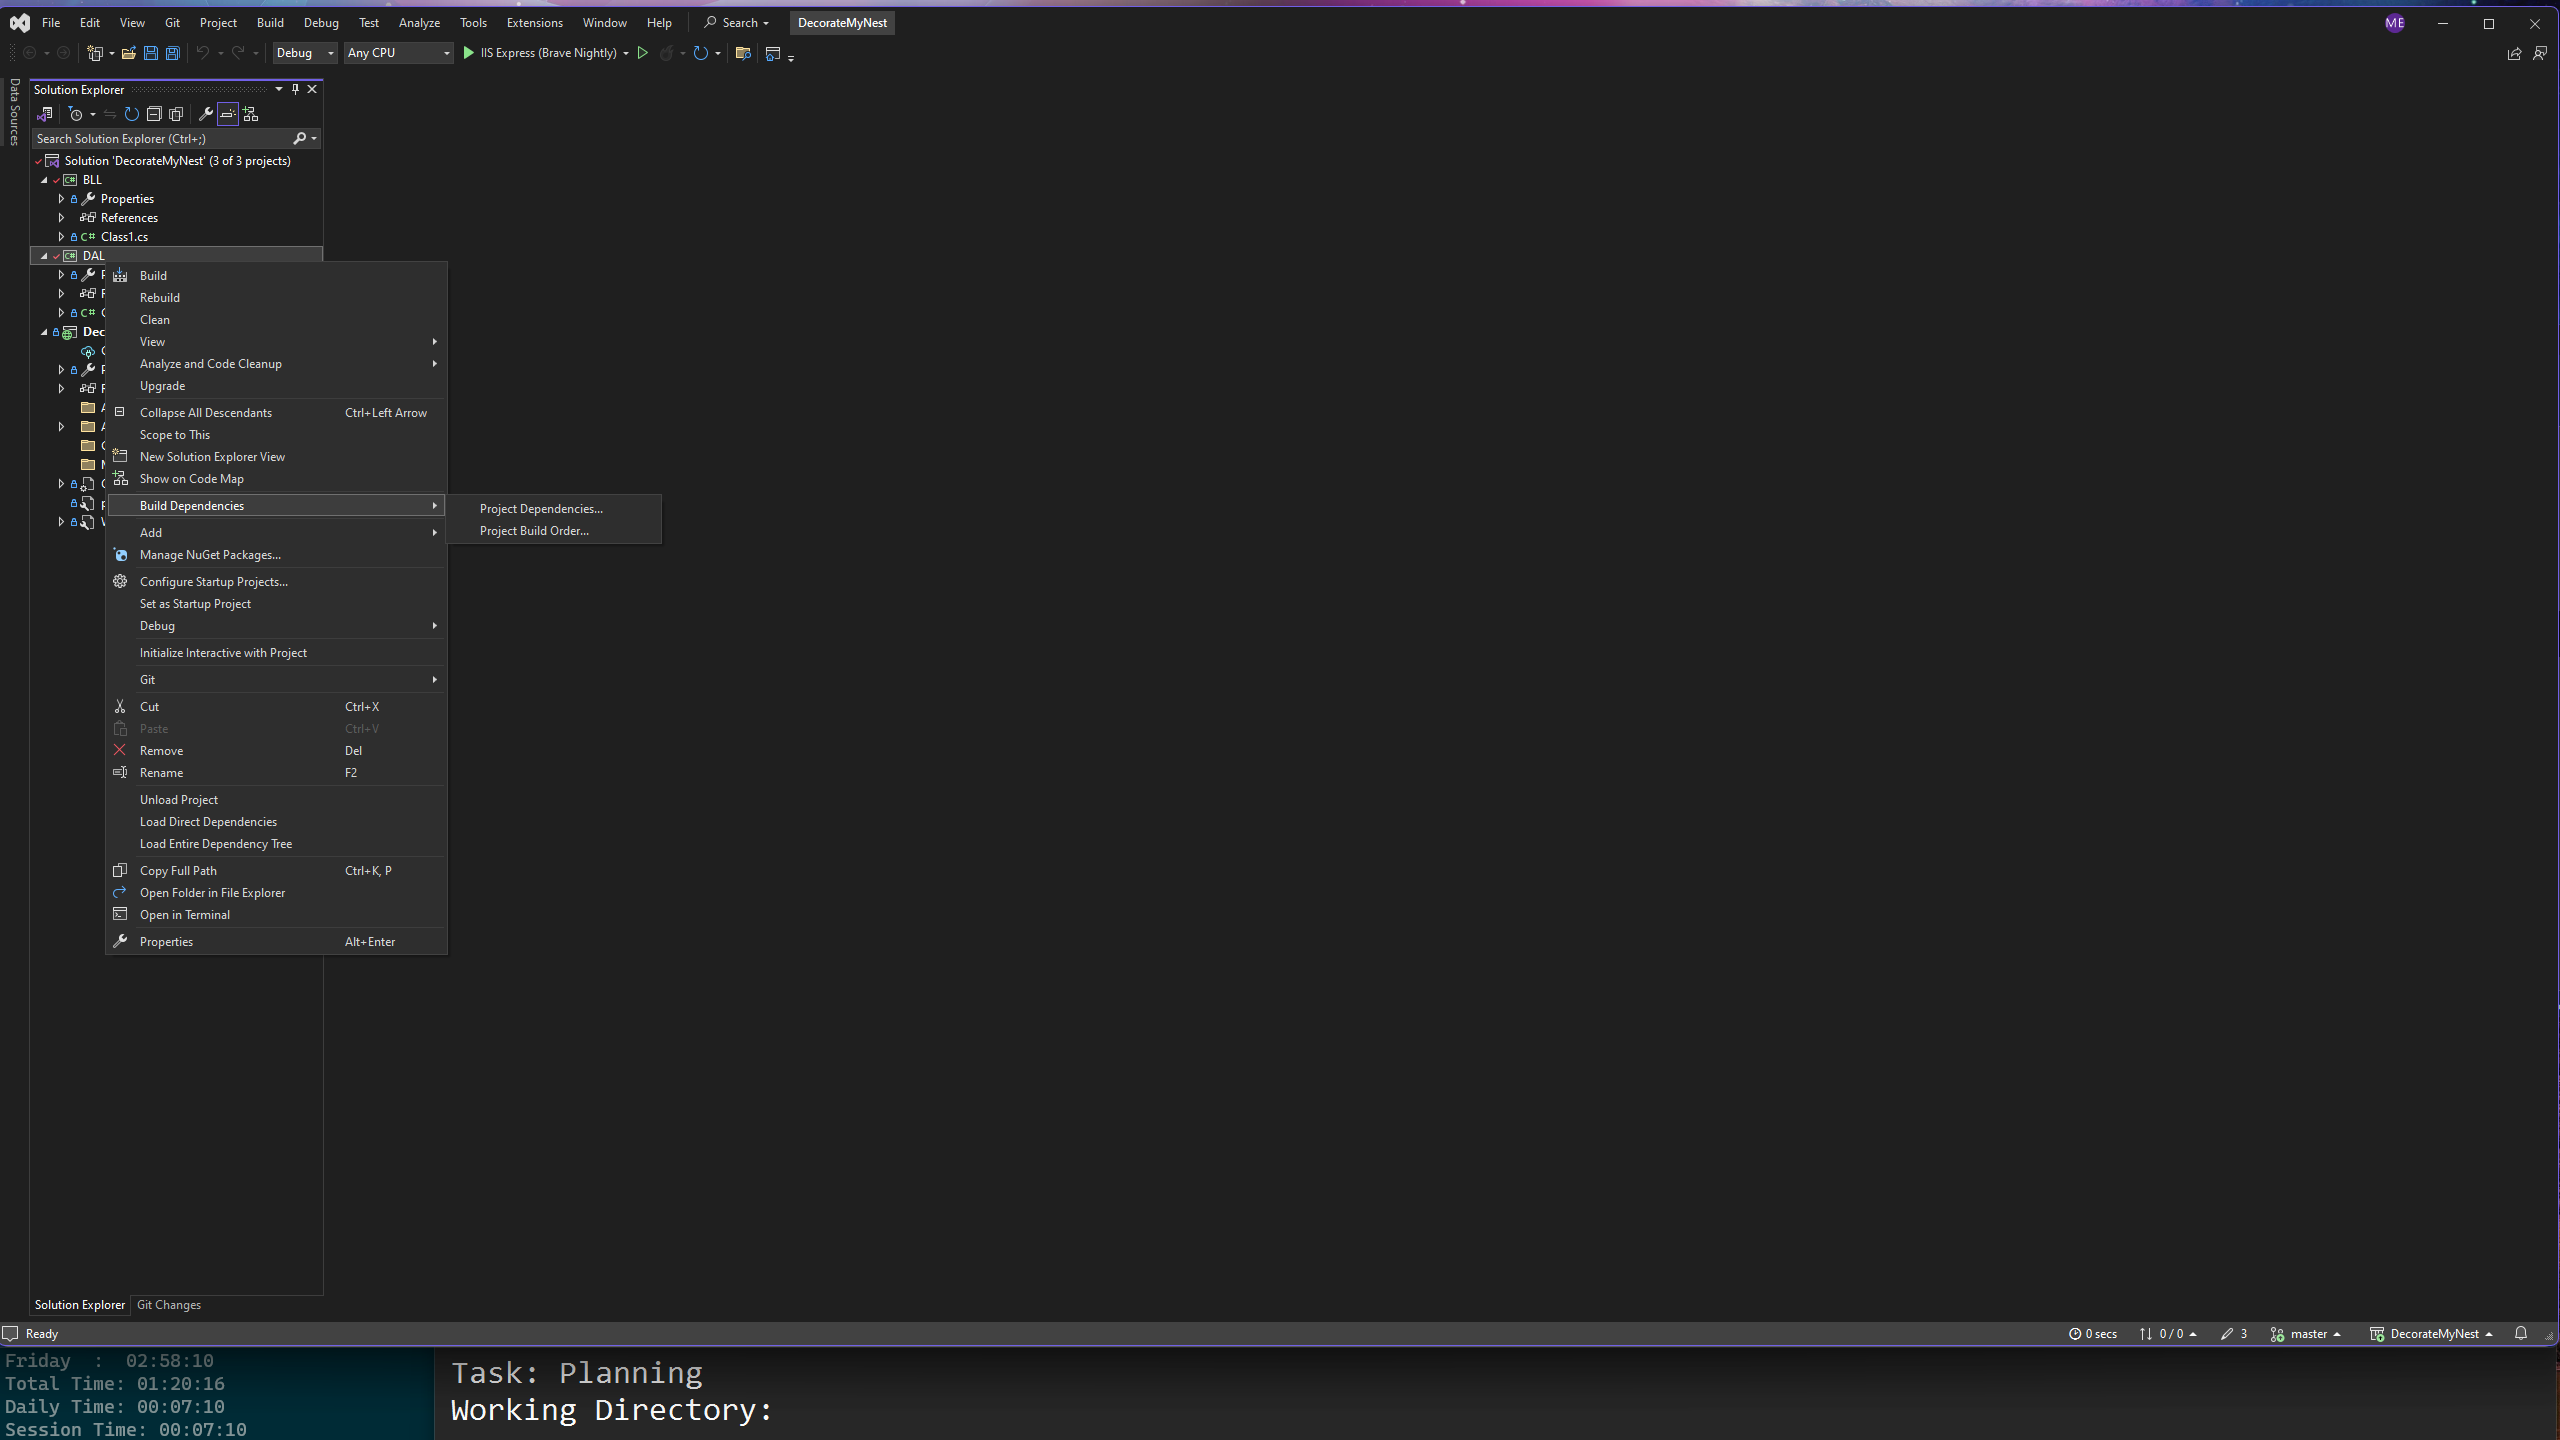 File Edit View Git Project Build Debug Test Analyze Tools Extensions Window Help Search DecorateMyNest ME
Debug Any CPU IIS Express (Brave Nightly)
Data Sources
Solution Explorer
Search Solution Explorer (Ctrl+;)
Solution 'DecorateMyNest' (3 of 3 projects)
C# BLL
Properties
References
C# Class1.cs
C# DAL
C#
Dec
Build
Rebuild
Clean
View
Analyze and Code Cleanup
Upgrade
Collapse All Descendants Ctrl+Left Arrow
Scope to This
New Solution Explorer View
Show on Code Map
Build Dependencies
Project Dependencies...
Project Build Order...
Add
Manage NuGet Packages...
Configure Startup Projects...
Set as Startup Project
Debug
Initialize Interactive with Project
Git
Cut Ctrl+X
Paste Ctrl+V
Remove Del
Rename F2
Unload Project
Load Direct Dependencies
Load Entire Dependency Tree
Copy Full Path Ctrl+K, P
Open Folder in File Explorer
Open in Terminal
Properties Alt+Enter
Solution Explorer Git Changes
Ready 0 secs 0 / 0 3 master DecorateMyNest
Friday : 02:58:10
Total Time: 01:20:16
Daily Time: 00:07:10
Session Time: 00:07:10
Task: Planning
Working Directory: